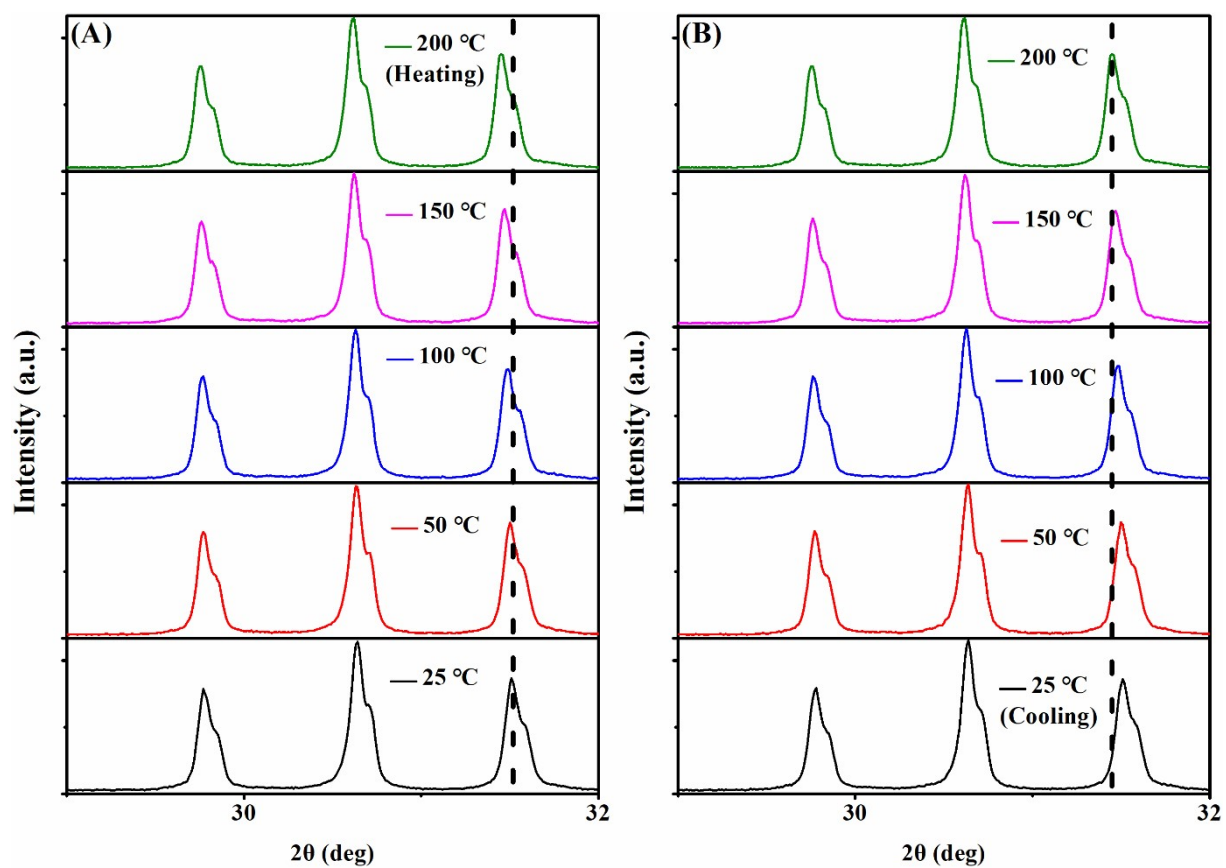 (A)
200 °C
(Heating)
150 °C
100 °C
50 °C
25 °C
Intensity (a.u.)
30
32
2θ (deg)
(B)
200 °C
150 °C
100 °C
50 °C
25 °C
(Cooling)
Intensity (a.u.)
30
32
2θ (deg)